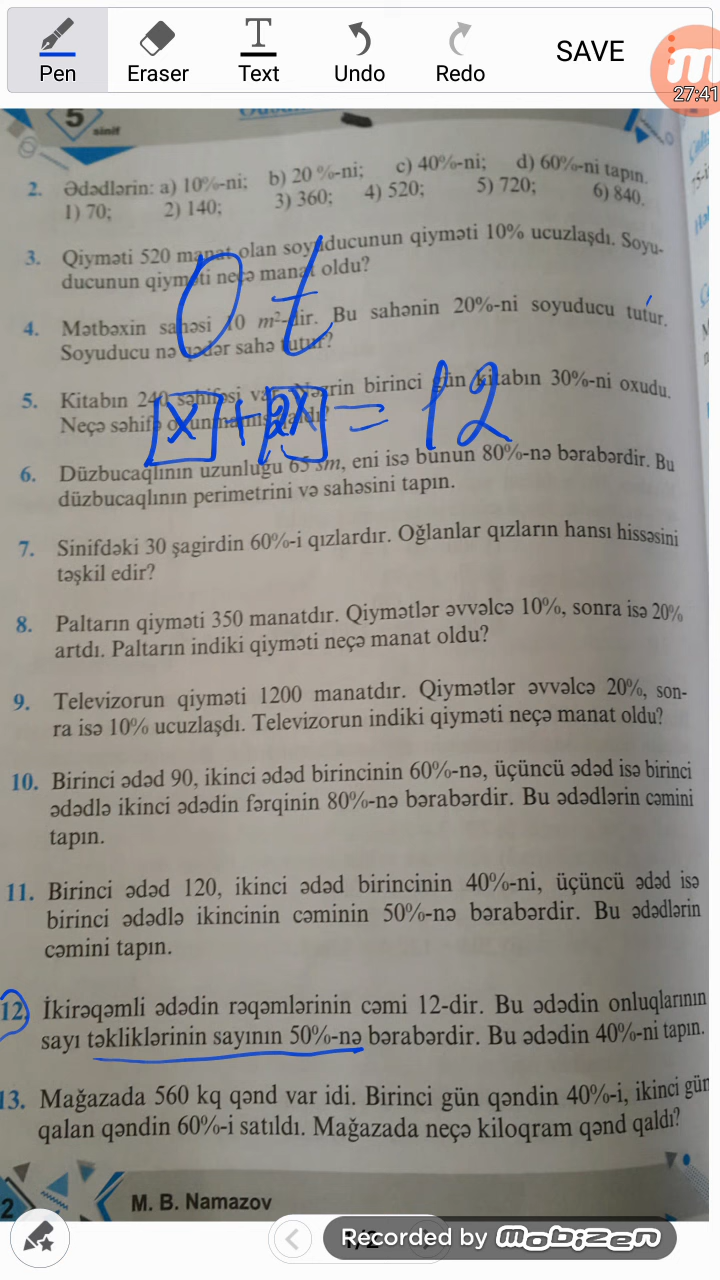 Pen
Eraser
Text
Undo
Redo
SAVE
27:41
5
sinif
2. Ədədlərin: a) 10%-ni; b) 20 %-ni; c) 40%-ni; d) 60%-ni tapın.
1) 70; 2) 140; 3) 360; 4) 520; 5) 720; 6) 840.
3. Qiyməti 520 manat olan soyuducunun qiyməti 10% ucuzlaşdı. Soyu-
ducunun qiyməti neçə manat oldu?
O t
4. Mətbəxin sahəsi 10 m²-dir. Bu sahənin 20%-ni soyuducu tutur.
Soyuducu nə qədər sahə tutur?
5. Kitabın 240 səhifəsi var. birinci gün kitabın 30%-ni oxudu.
Neçə səhifə
x + 2x = 12
6. Düzbucaqlının uzunluğu 65 sm, eni isə bunun 80%-nə bərabərdir. Bu
düzbucaqlının perimetrini və sahəsini tapın.
7. Sinifdəki 30 şagirdin 60%-i qızlardır. Oğlanlar qızların hansı hissəsini
təşkil edir?
8. Paltarın qiyməti 350 manatdır. Qiymətlər əvvəlcə 10%, sonra isə 20%
artdı. Paltarın indiki qiyməti neçə manat oldu?
9. Televizorun qiyməti 1200 manatdır. Qiymətlər əvvəlcə 20%, son-
ra isə 10% ucuzlaşdı. Televizorun indiki qiyməti neçə manat oldu?
10. Birinci ədəd 90, ikinci ədəd birincinin 60%-nə, üçüncü ədəd isə birinci
ədədlə ikinci ədədin fərqinin 80%-nə bərabərdir. Bu ədədlərin cəmini
tapın.
11. Birinci ədəd 120, ikinci ədəd birincinin 40%-ni, üçüncü ədəd isə
birinci ədədlə ikincinin cəminin 50%-nə bərabərdir. Bu ədədlərin
cəmini tapın.
12. İkirəqəmli ədədin rəqəmlərinin cəmi 12-dir. Bu ədədin onluqlarının
sayı təkliklərinin sayının 50%-nə bərabərdir. Bu ədədin 40%-ni tapın.
13. Mağazada 560 kq qənd var idi. Birinci gün qəndin 40%-i, ikinci gün
qalan qəndin 60%-i satıldı. Mağazada neçə kiloqram qənd qaldı?
2
M. B. Namazov
Recorded by Mobizen